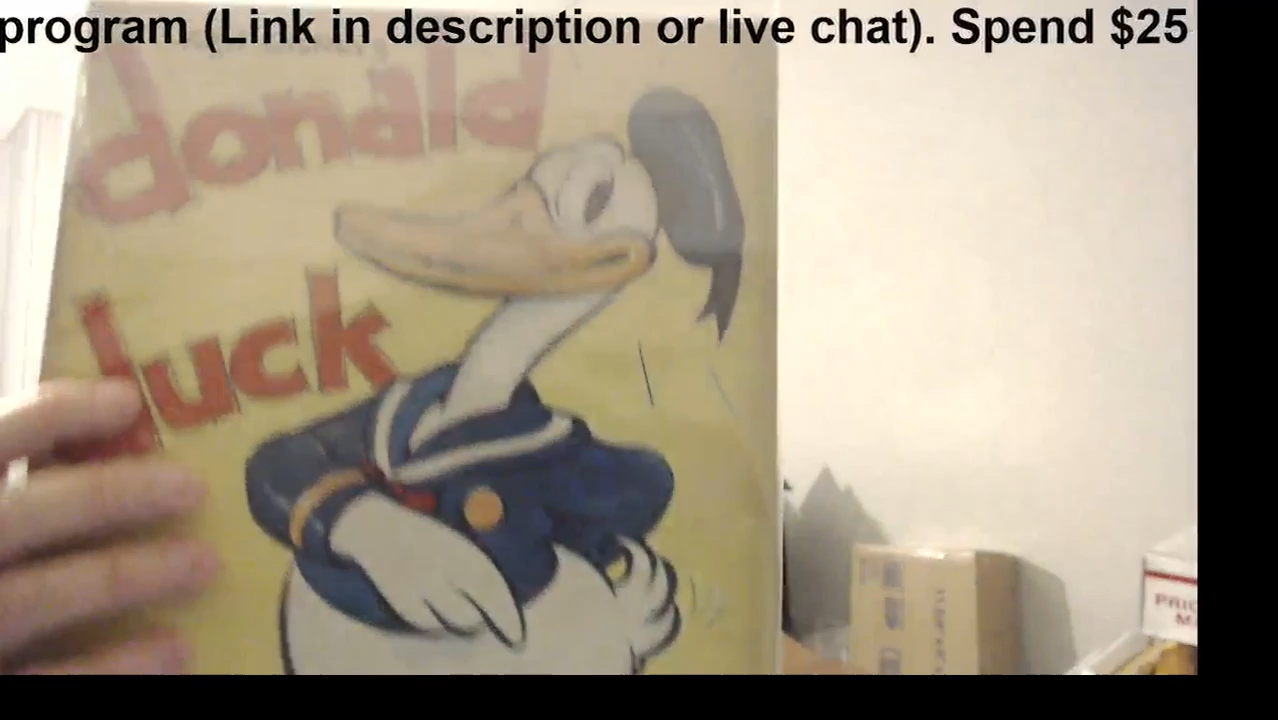 program (Link in description or live chat). Spend $25
donald
duck